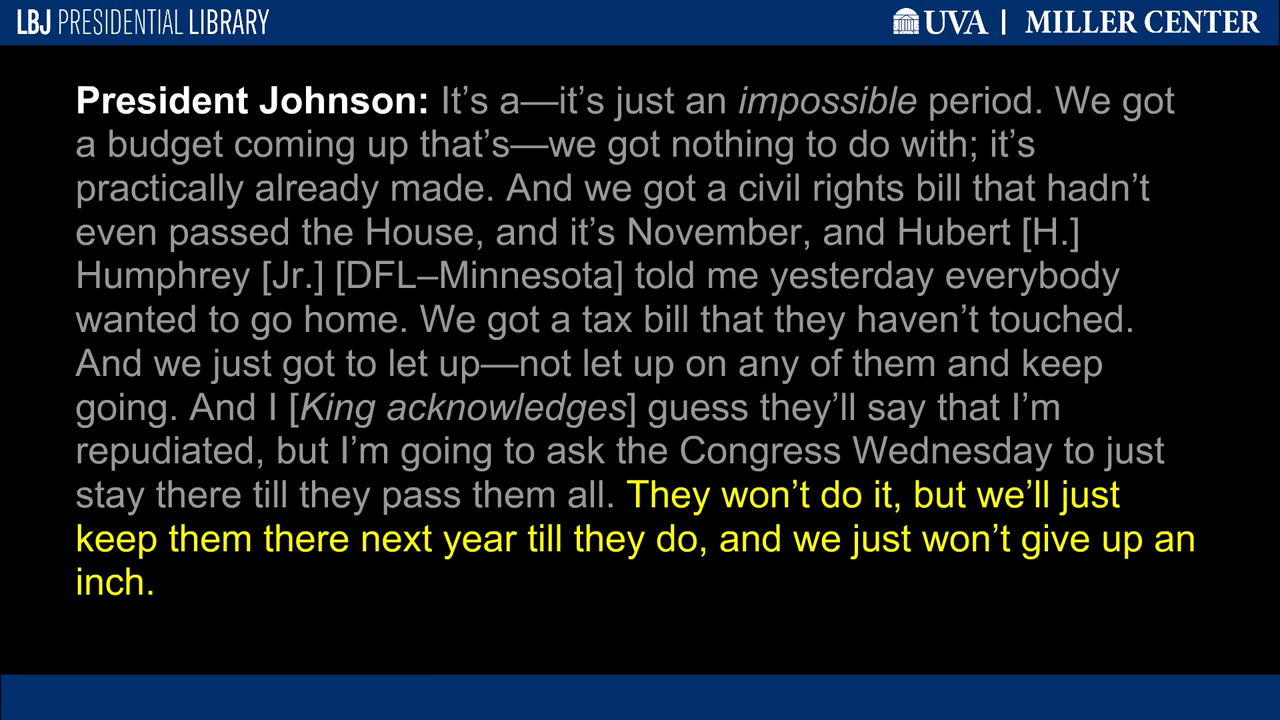 LBJ PRESIDENTIAL LIBRARY
UVA | MILLER CENTER
President Johnson: It’s a—it’s just an impossible period. We got
a budget coming up that’s—we got nothing to do with; it’s
practically already made. And we got a civil rights bill that hadn’t
even passed the House, and it’s November, and Hubert [H.]
Humphrey [Jr.] [DFL–Minnesota] told me yesterday everybody
wanted to go home. We got a tax bill that they haven’t touched.
And we just got to let up—not let up on any of them and keep
going. And I [King acknowledges] guess they’ll say that I’m
repudiated, but I’m going to ask the Congress Wednesday to just
stay there till they pass them all. They won’t do it, but we’ll just
keep them there next year till they do, and we just won’t give up an
inch.